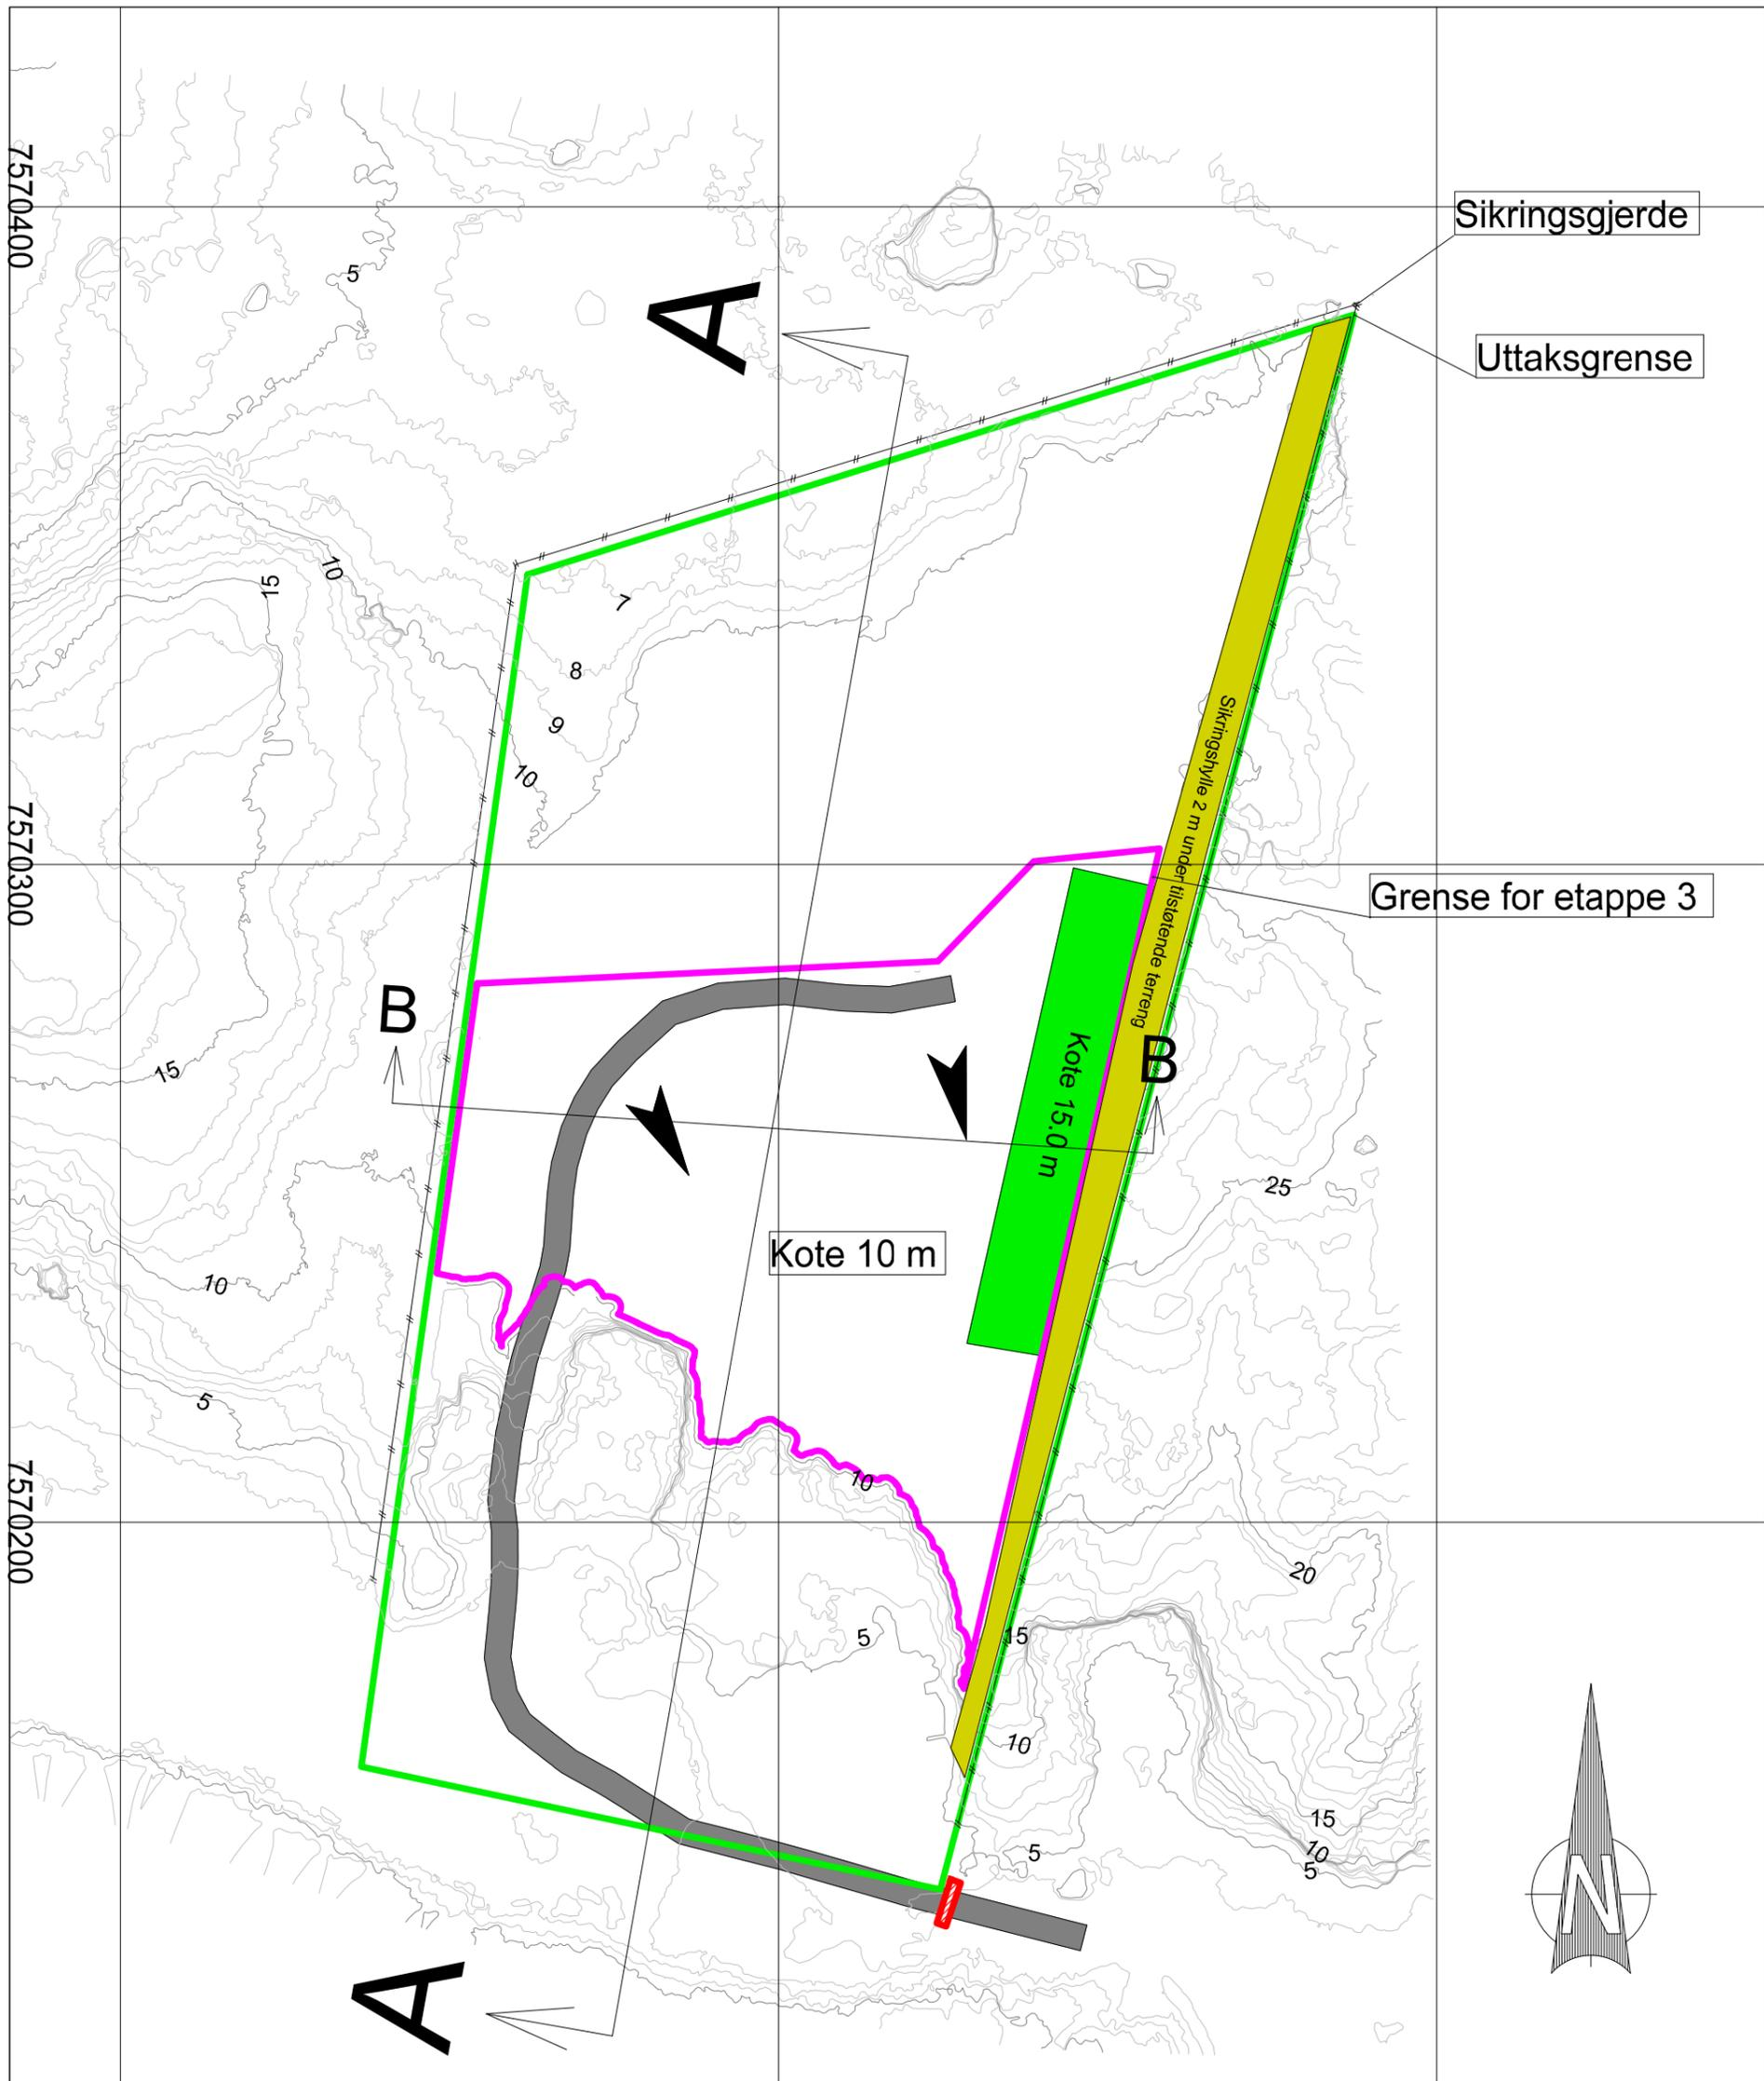 7570400
Sikringsgjerde
5
A
Uttaksgrense
10
15
7
8
9
10
Sikringshylle 2 m under tilstøtende terreng
7570300
Grense for etappe 3
B
B
15
Kote 15.0 m
25
Kote 10 m
10
5
10
7570200
20
5
15
10
15
5
10
5
N
A